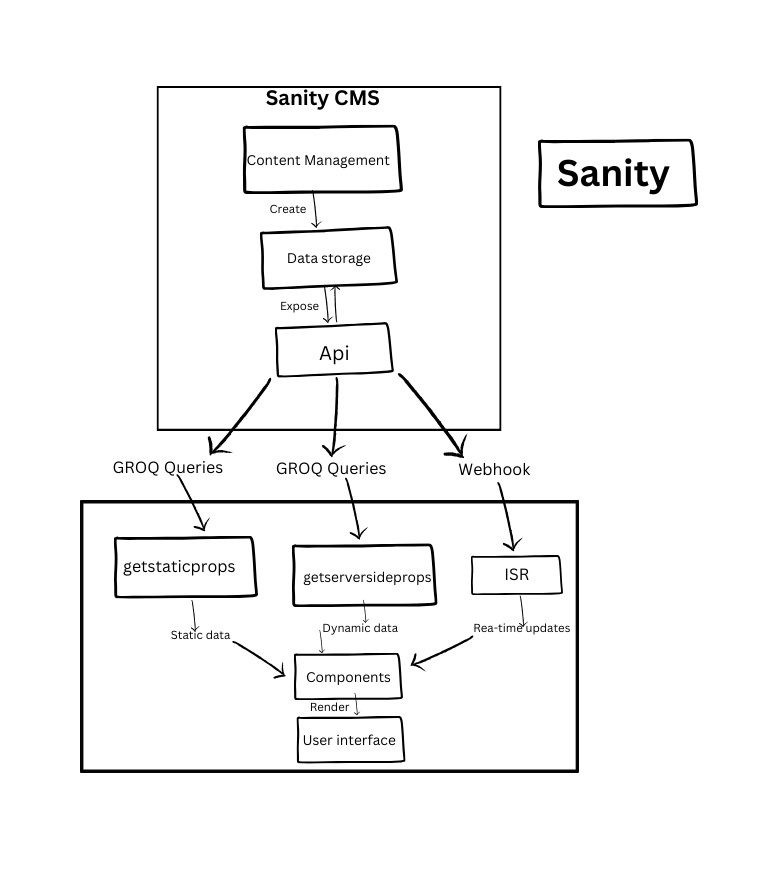 Sanity CMS
Sanity
Content Management
Create
Data storage
Expose
Api
GROQ Queries
GROQ Queries
Webhook
getstaticprops
getserversideprops
ISR
Static data
Dynamic data
Rea-time updates
Components
Render
User interface